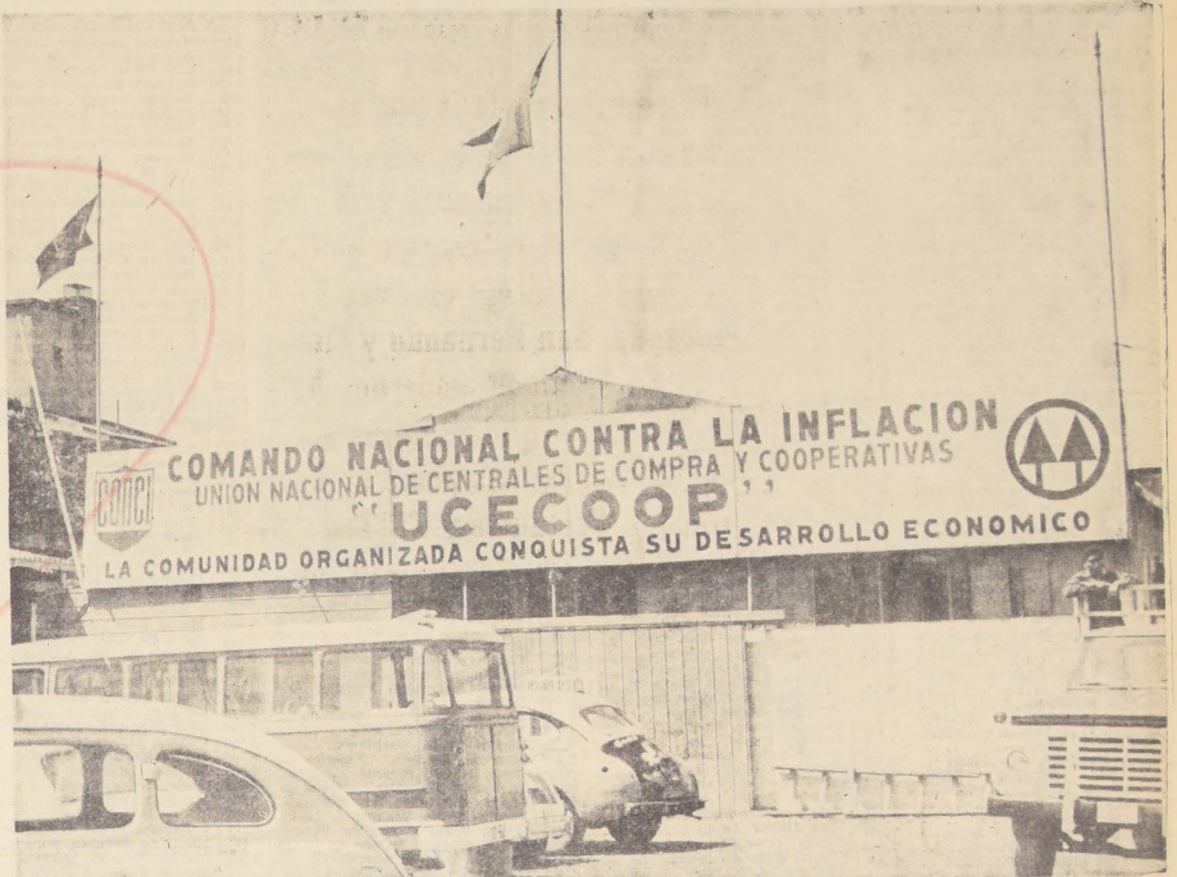 COMANDO NACIONAL CONTRA LA INFLACION
UNION NACIONAL DE CENTRALES DE COMPRA Y COOPERATIVAS
"UCECOOP"
LA COMUNIDAD ORGANIZADA CONQUISTA SU DESARROLLO ECONOMICO
CONCI